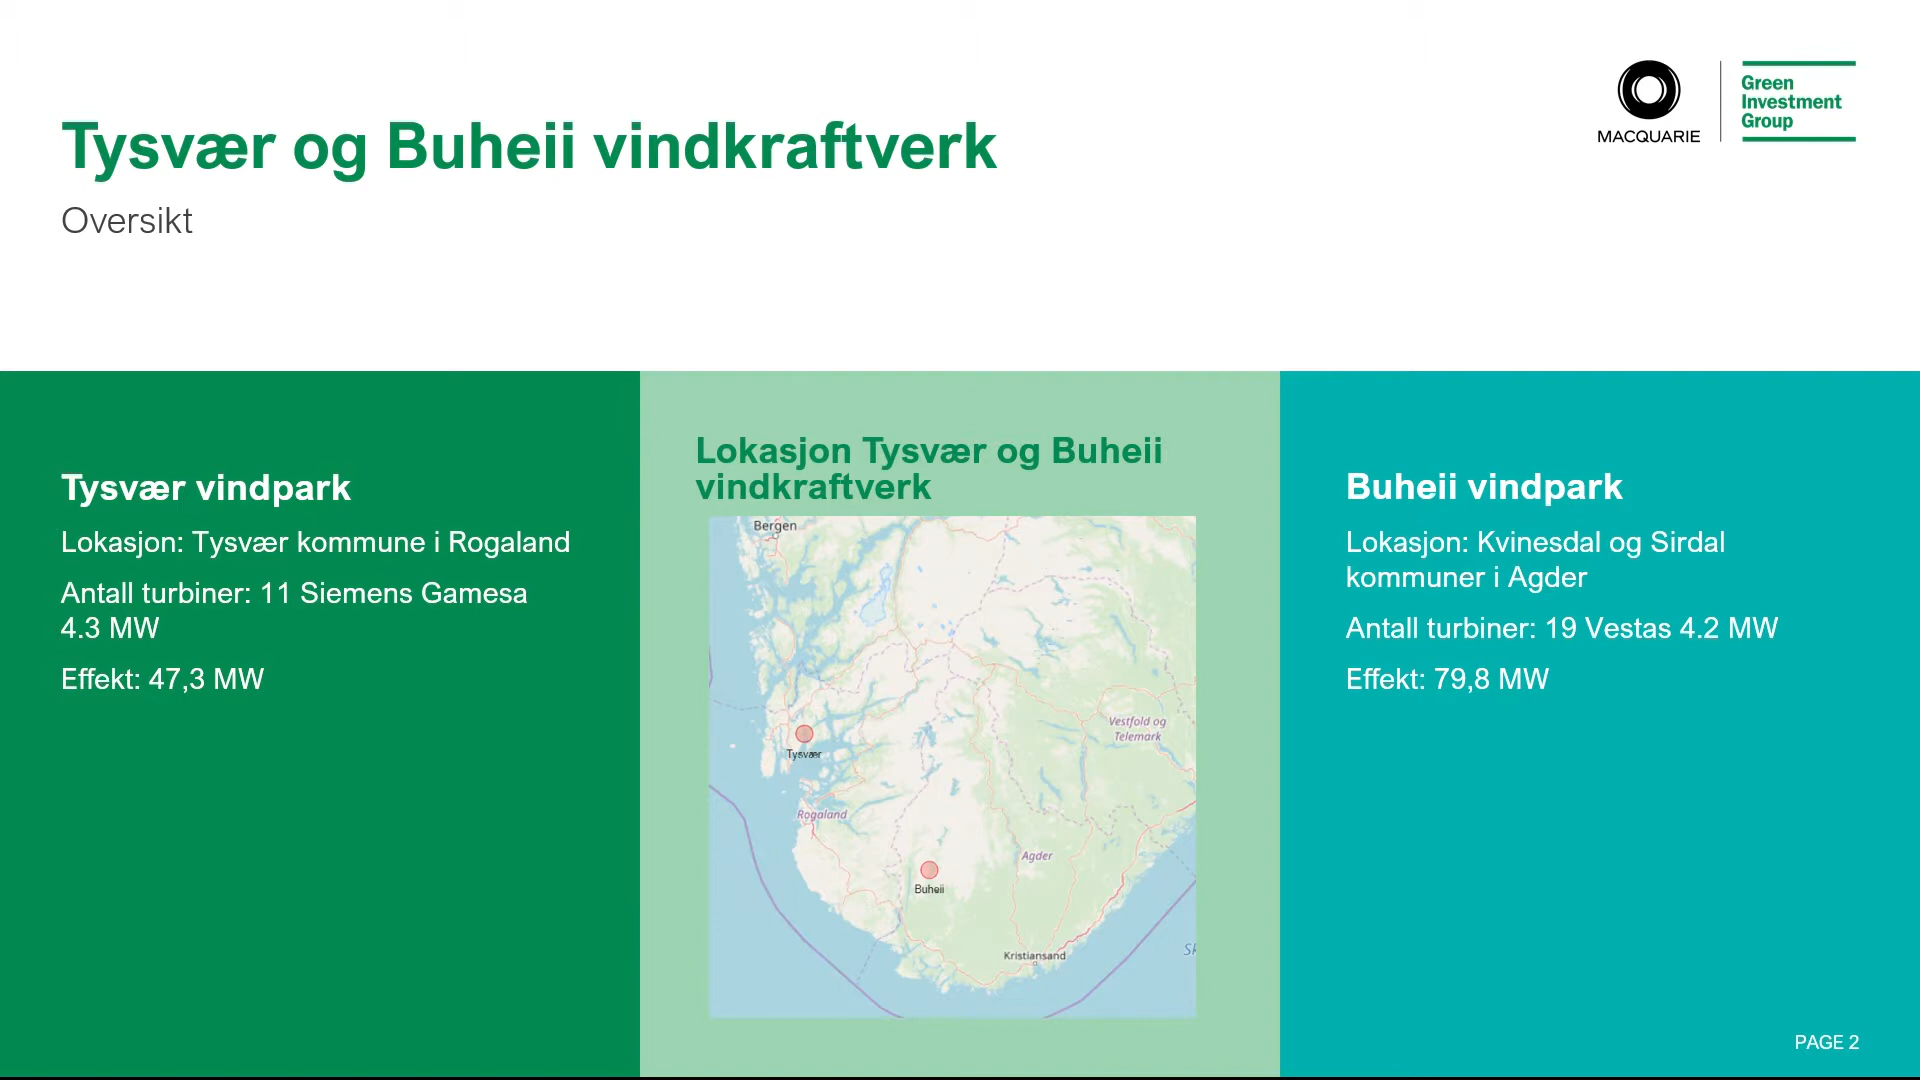 Tysvær og Buheii vindkraftverk
Oversikt
MACQUARIE
Green
Investment
Group
Tysvær vindpark
Lokasjon: Tysvær kommune i Rogaland
Antall turbiner: 11 Siemens Gamesa
4.3 MW
Effekt: 47,3 MW
Lokasjon Tysvær og Buheii
vindkraftverk
Bergen
Vestfold og
Telemark
Tysvær
Rogaland
Agder
Buheii
Kristiansand
Buheii vindpark
Lokasjon: Kvinesdal og Sirdal
kommuner i Agder
Antall turbiner: 19 Vestas 4.2 MW
Effekt: 79,8 MW
PAGE 2